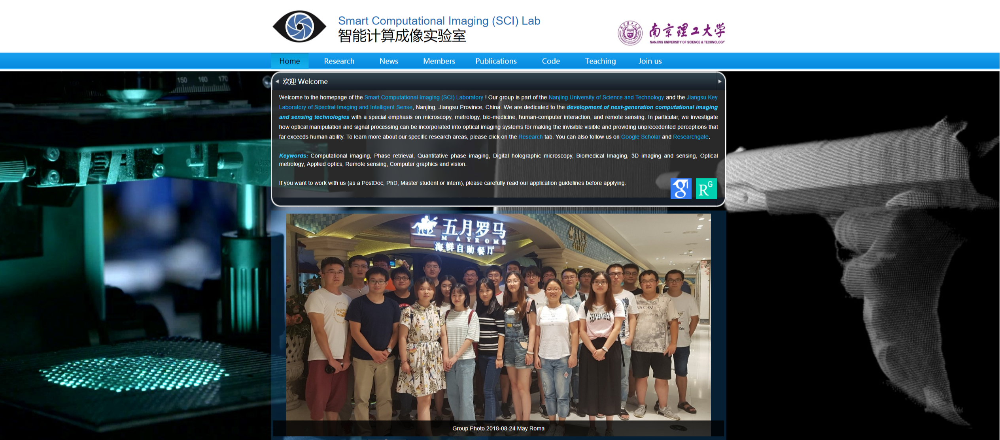 Smart Computational Imaging (SCI) Lab
智能计算成像实验室
南京理工大学
NANJING UNIVERSITY OF SCIENCE & TECHNOLOGY
Home Research News Members Publications Code Teaching Join us
150 160 170
欢迎 Welcome
Welcome to the homepage of the Smart Computational Imaging (SCI) Laboratory ! Our group is part of the Nanjing University of Science and Technology and the Jiangsu Key
Laboratory of Spectral Imaging and Intelligent Sense, Nanjing, Jiangsu Province, China. We are dedicated to the development of next-generation computational imaging
and sensing technologies with a special emphasis on microscopy, metrology, bio-medicine, human-computer interaction, and remote sensing. In particular, we investigate
how optical manipulation and signal processing can be incorporated into optical imaging systems for making the invisible visible and providing unprecedented perceptions that
far exceeds human ability. To learn more about our specific research areas, please click on the Research tab. You can also follow us on Google Scholar and Researchgate.
Keywords: Computational imaging, Phase retrieval, Quantitative phase imaging, Digital holographic microscopy, Biomedical Imaging, 3D imaging and sensing, Optical
metrology, Applied optics, Remote sensing, Computer graphics and vision.
If you want to work with us (as a PostDoc, PhD, Master student or intern), please carefully read our application guidelines before applying.
g RG
五月罗马
MAYROME
海鲜自助餐厅
五月罗马
SNOW
REMEMBER
Group Photo 2018-08-24 May Roma